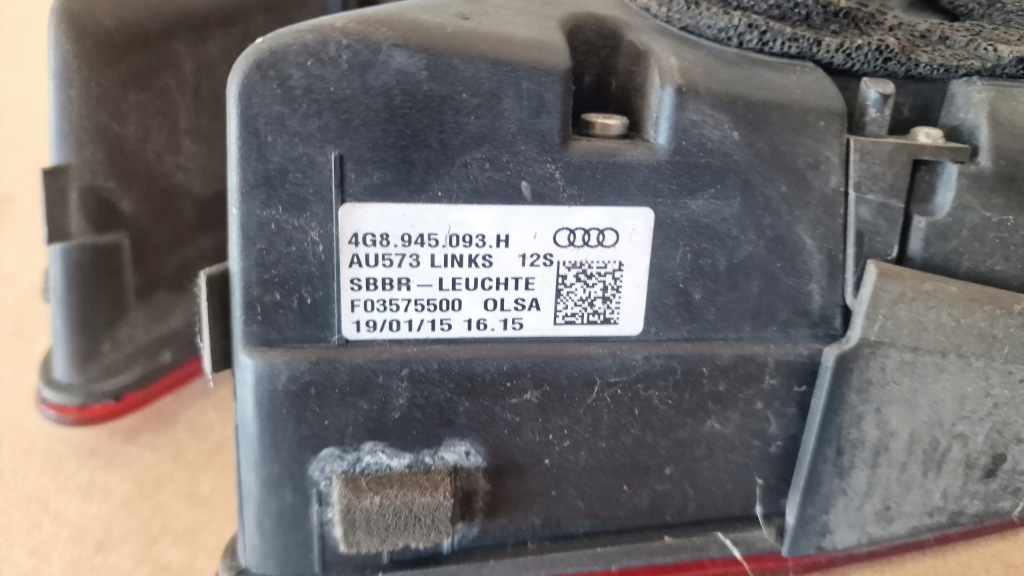 4G8.945.093.H
AU573 LINKS 12S
SBBR-LEUCHTE
F03575500 OLSA
19/01/15 16.15